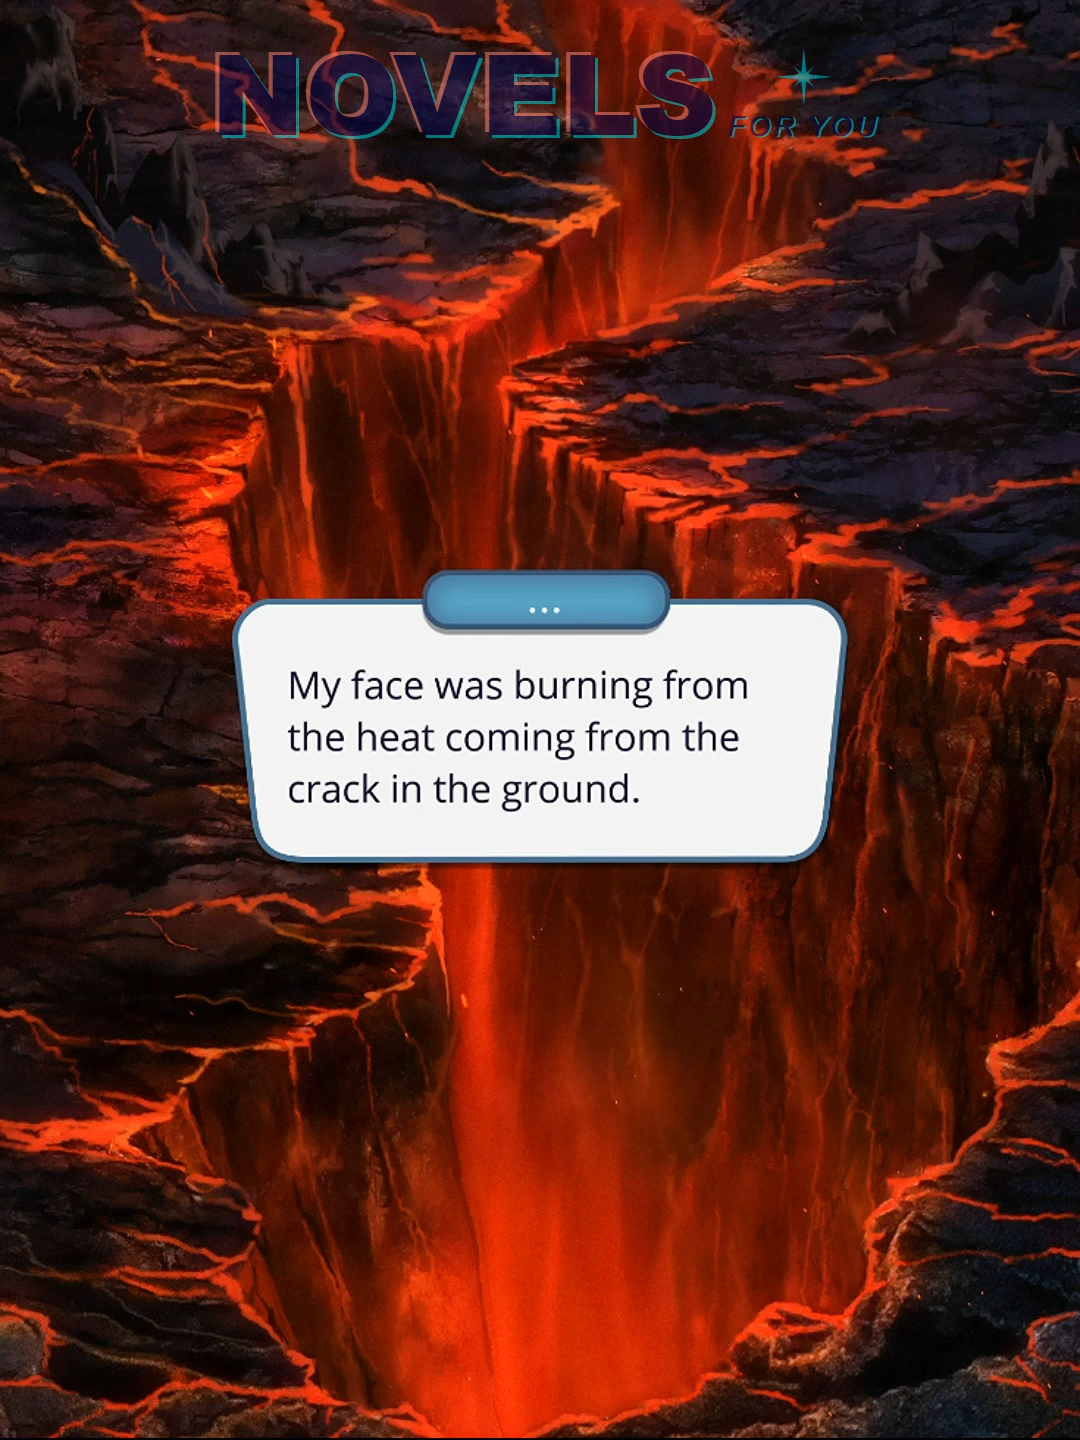 NOVELS
FOR YOU
...
My face was burning from
the heat coming from the
crack in the ground.